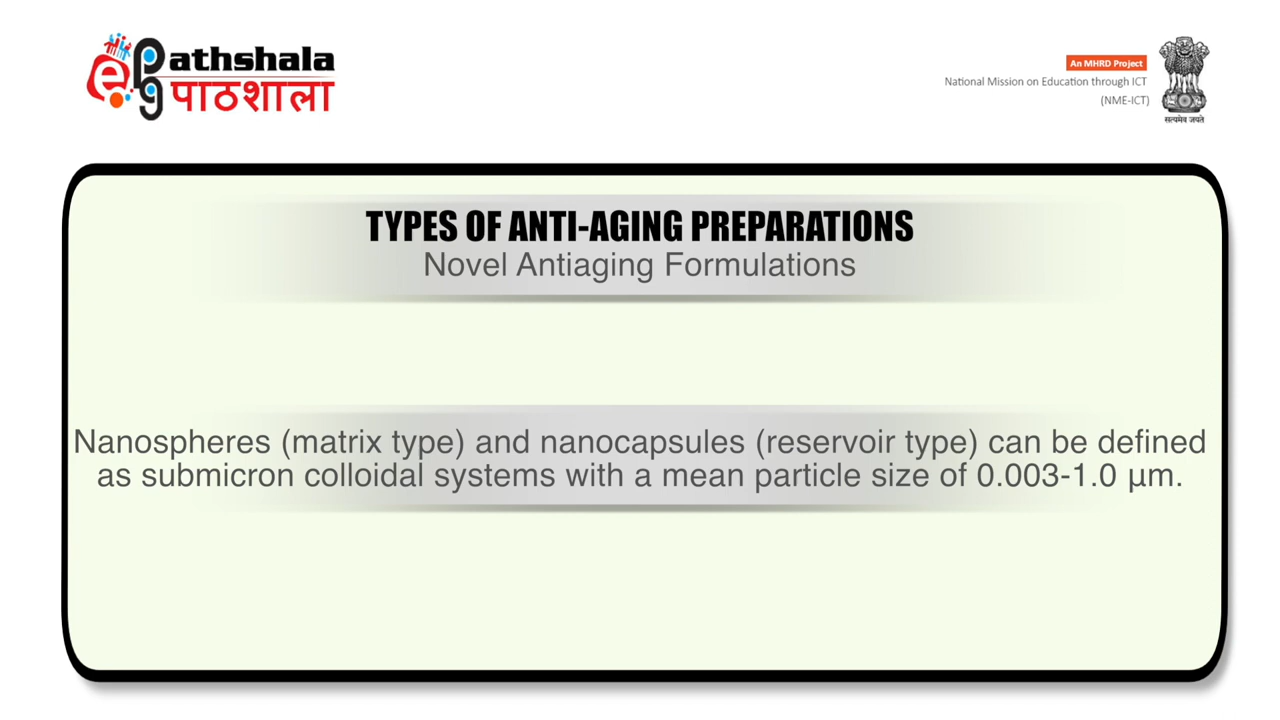 e pg Pathshala
पाठशाला
An MHRD Project
National Mission on Education through ICT
(NME-ICT)
सत्यमेव जयते
TYPES OF ANTI-AGING PREPARATIONS
Novel Antiaging Formulations
Nanospheres (matrix type) and nanocapsules (reservoir type) can be defined
as submicron colloidal systems with a mean particle size of 0.003-1.0 µm.